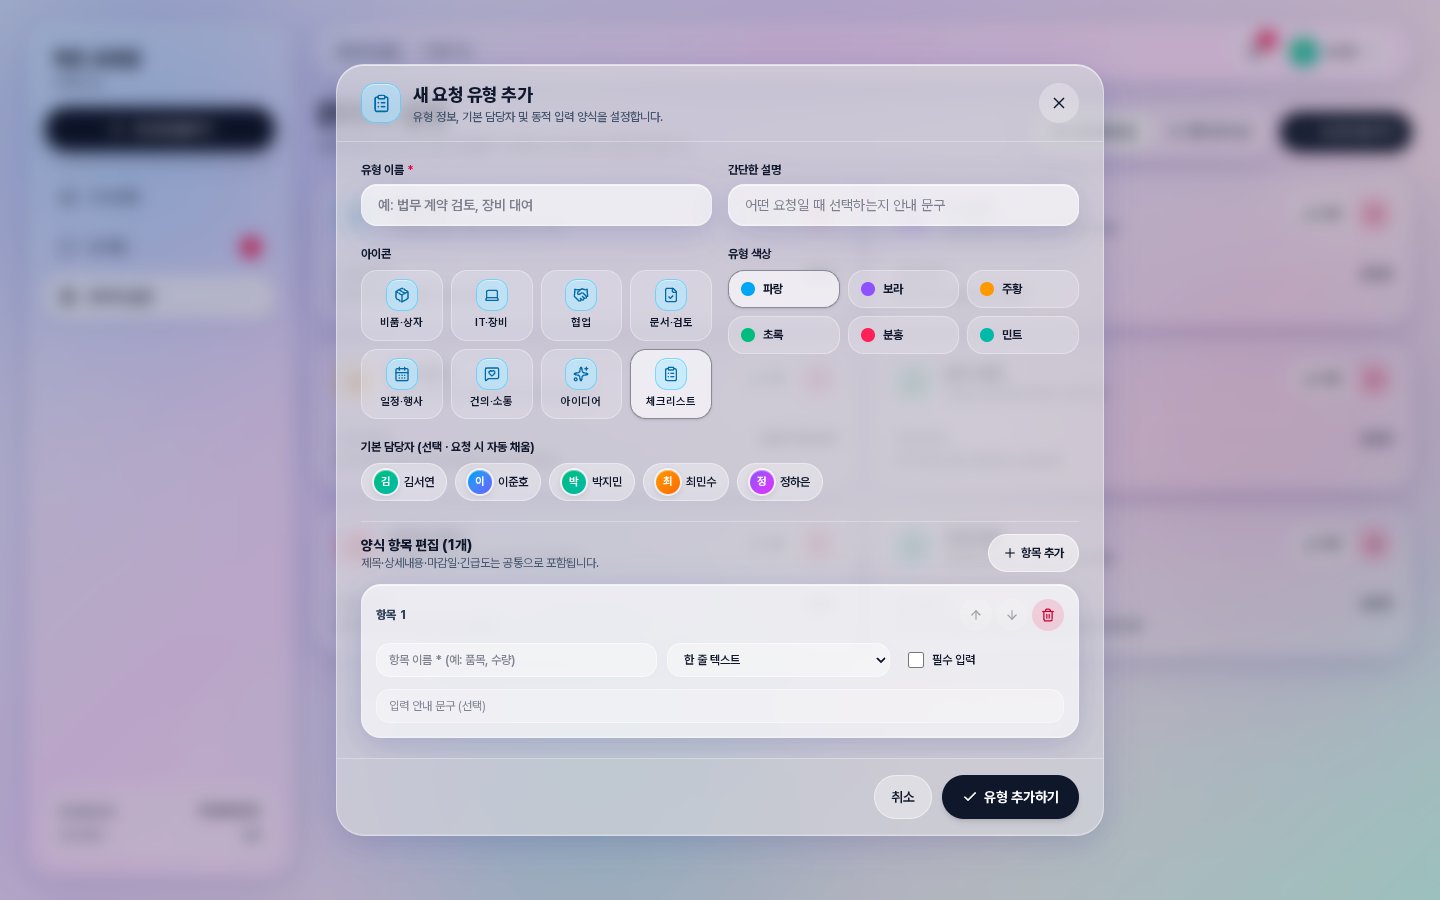 새 요청 유형 추가
유형 정보, 기본 담당자 및 동적 입력 양식을 설정합니다.
유형 이름 *
간단한 설명
예: 법무 계약 검토, 장비 대여
어떤 요청일 때 선택하는지 안내 문구
아이콘
유형 색상
비품·상자
IT·장비
협업
문서·검토
파랑
보라
주황
초록
분홍
민트
일정·행사
건의·소통
아이디어
체크리스트
기본 담당자 (선택 · 요청 시 자동 채움)
김 김서연
이 이준호
박 박지민
최 최민수
정 정하은
양식 항목 편집 (1개)
제목·상세내용·마감일·긴급도는 공통으로 포함됩니다.
항목 추가
항목 1
항목 이름 * (예: 품목, 수량)
한 줄 텍스트
필수 입력
입력 안내 문구 (선택)
취소
유형 추가하기